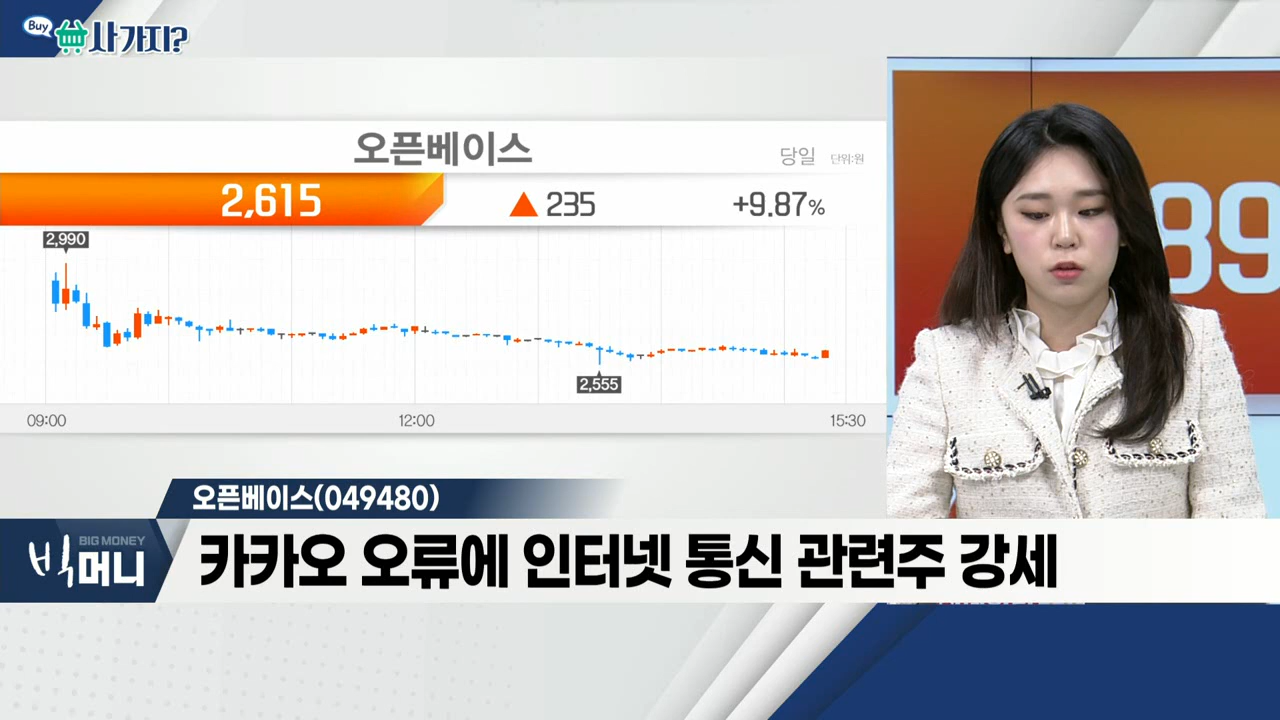 Buy
사가지?
오픈베이스
당일 단위:원
2,615
▲ 235
+9.87%
2,990
2,555
09:00
12:00
15:30
89
오픈베이스(049480)
BIG MONEY
빅머니
카카오 오류에 인터넷 통신 관련주 강세